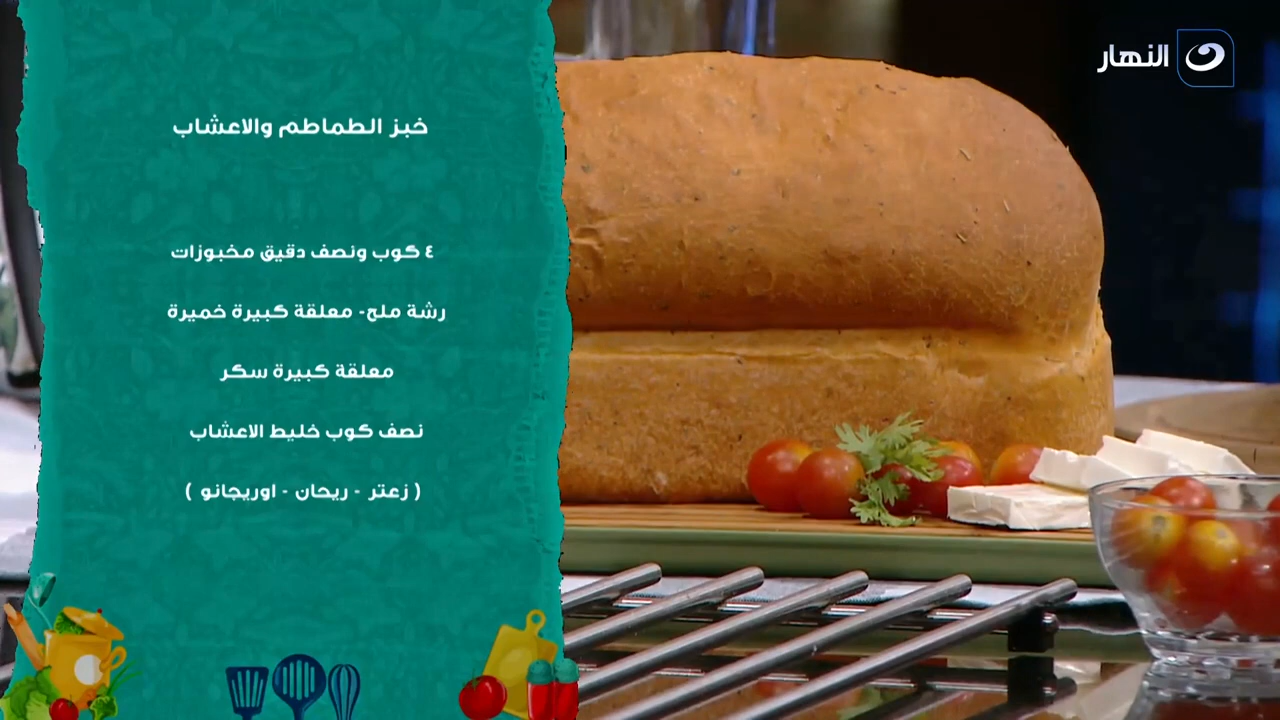 النهار
خبز الطماطم والاعشاب
٤ كوب ونصف دقيق مخبوزات
رشة ملح- معلقة كبيرة خميرة
معلقة كبيرة سكر
نصف كوب خليط الاعشاب
( زعتر - ريحان - اوريجانو )